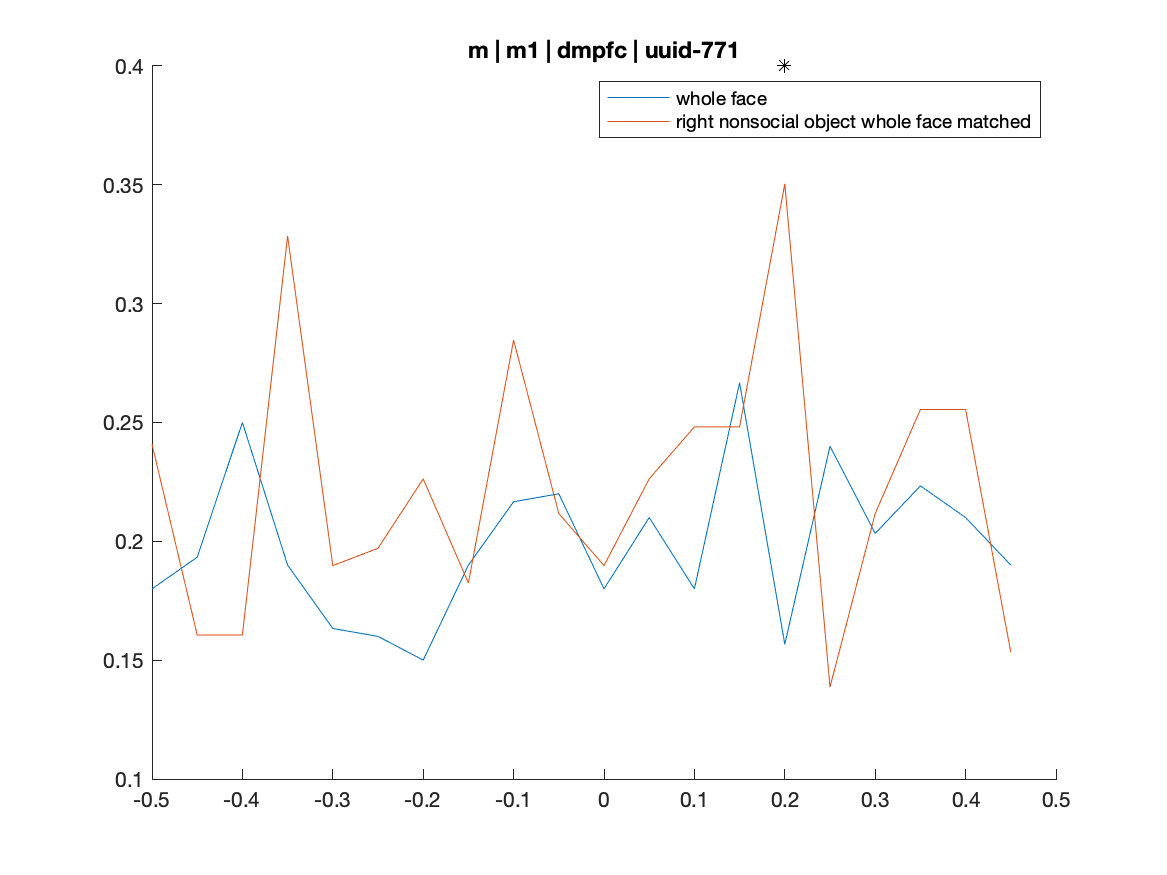 m | m1 | dmpfc | uuid-771
whole face
right nonsocial object whole face matched
0.4
0.35
0.3
0.25
0.2
0.15
0.1
-0.5 -0.4 -0.3 -0.2 -0.1 0 0.1 0.2 0.3 0.4 0.5